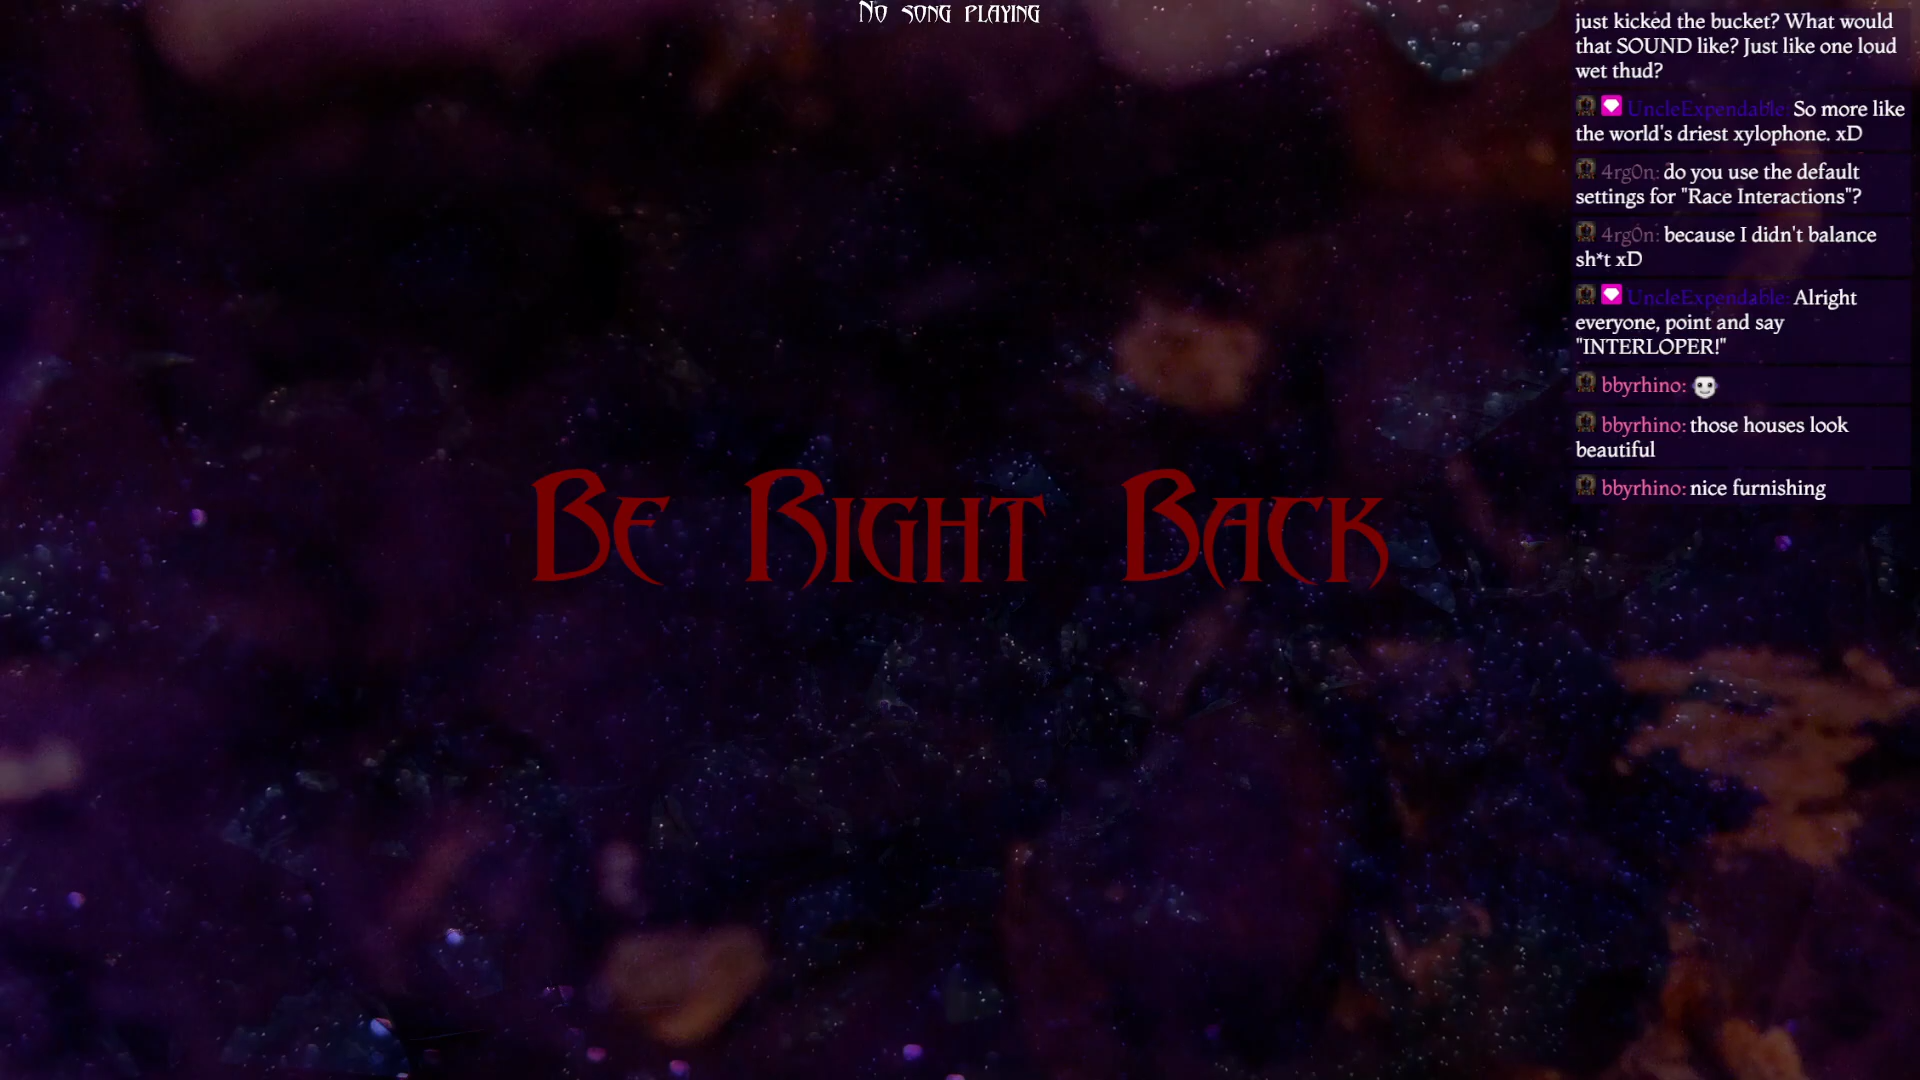 No song playing
just kicked the bucket? What would
that SOUND like? Just like one loud
wet thud?
UncleExpendable: So more like
the world's driest xylophone. xD
4rg0n: do you use the default
settings for "Race Interactions"?
4rg0n: because I didn't balance
sh*t xD
UncleExpendable: Alright
everyone, point and say
"INTERLOPER!"
bbyrhino:
bbyrhino: those houses look
beautiful
bbyrhino: nice furnishing
Be Right Back